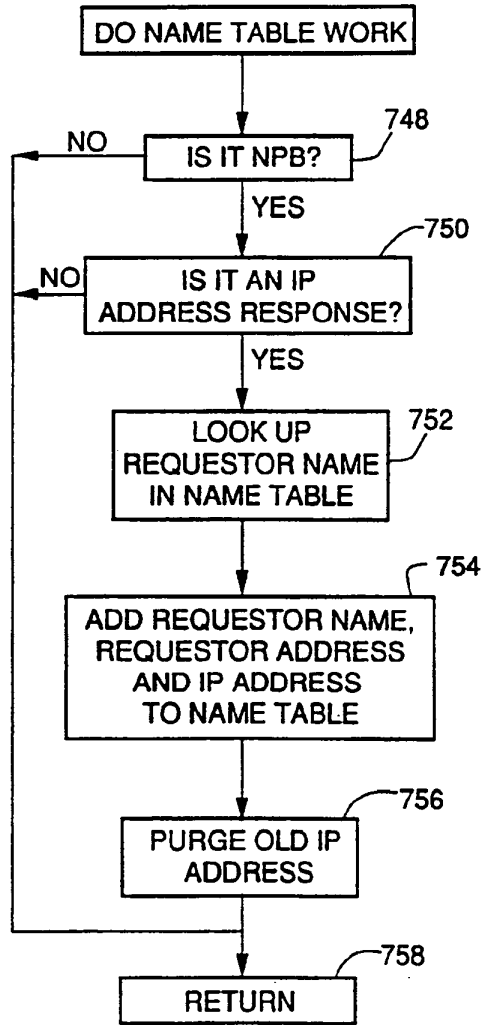 DO NAME TABLE WORK
748
NO
IS IT NPB?
YES
750
NO
IS IT AN IP
ADDRESS RESPONSE?
YES
752
LOOK UP
REQUESTOR NAME
IN NAME TABLE
754
ADD REQUESTOR NAME,
REQUESTOR ADDRESS
AND IP ADDRESS
TO NAME TABLE
756
PURGE OLD IP
ADDRESS
758
RETURN